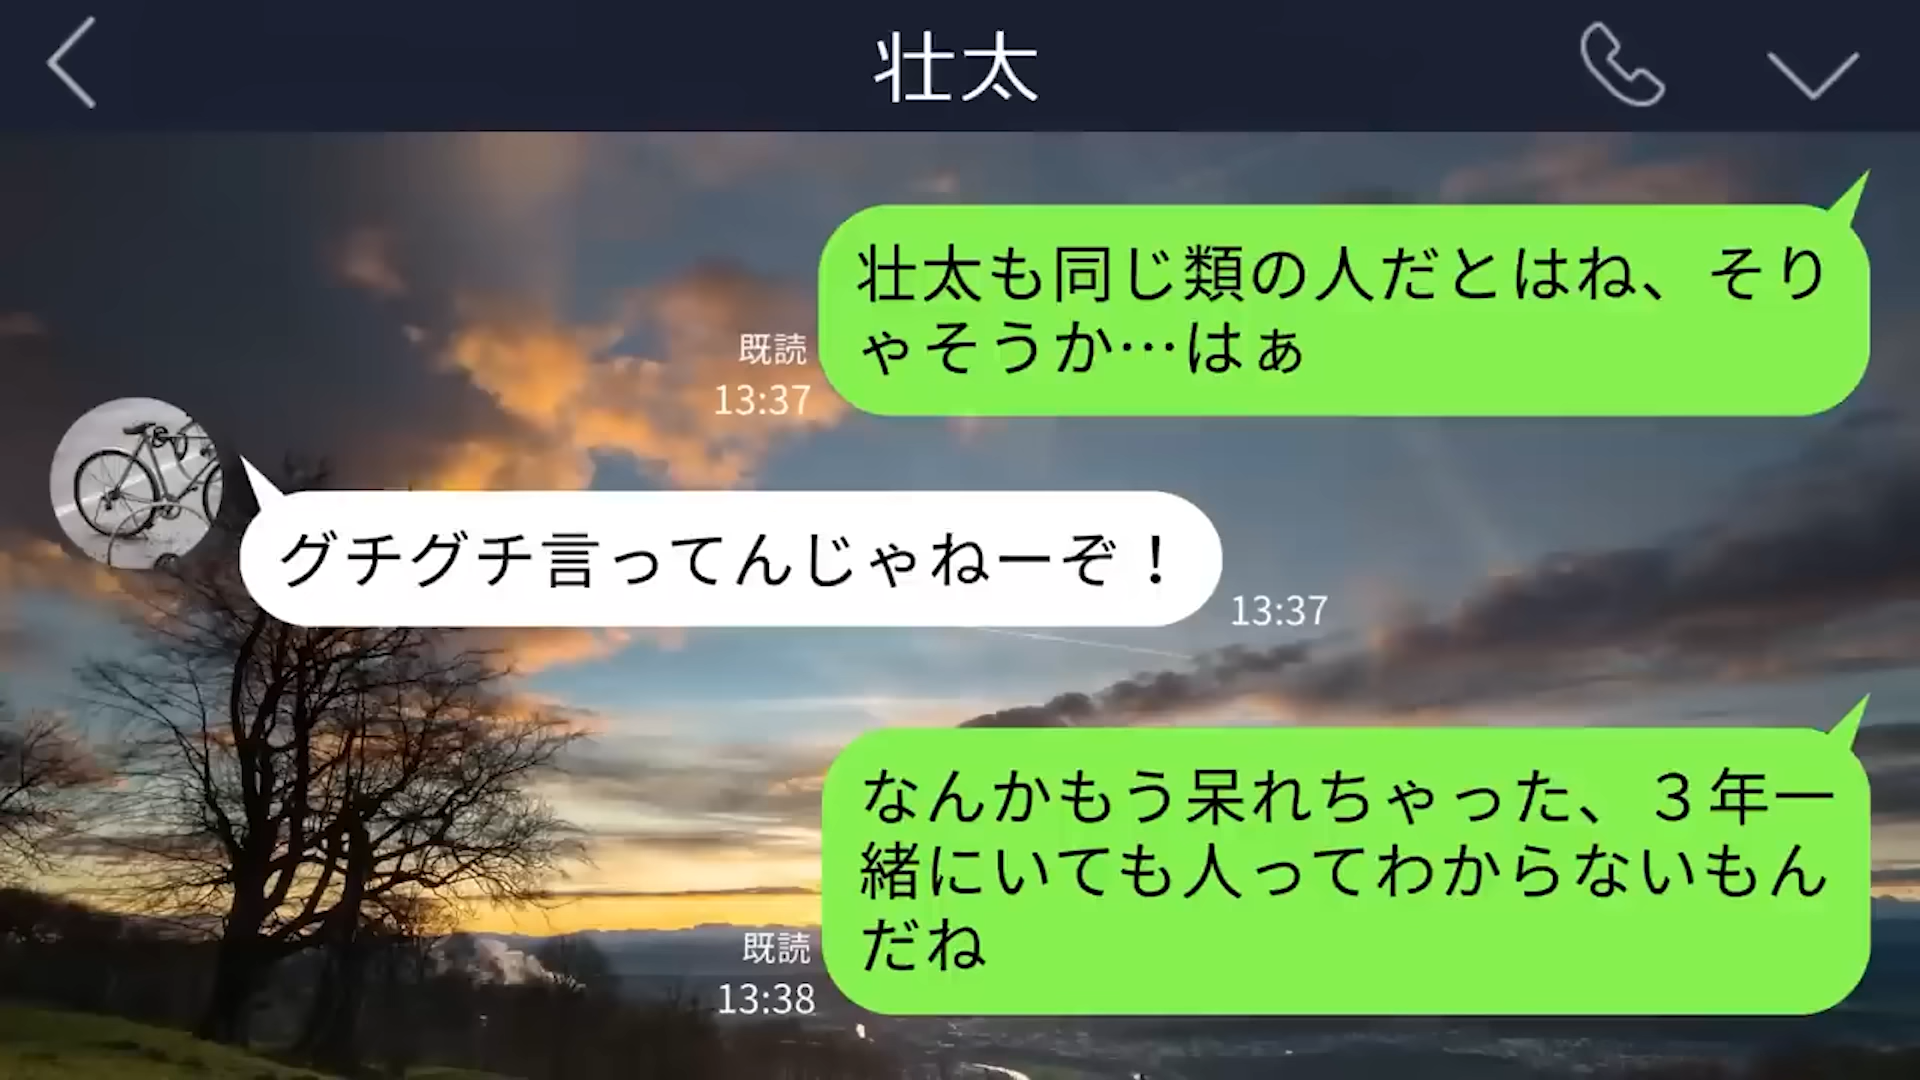 壮太
壮太も同じ類の人だとはね、そり
ゃそうか…はぁ
既読
13:37
グチグチ言ってんじゃねーぞ！
13:37
なんかもう呆れちゃった、３年一
緒にいても人ってわからないもん
だね
既読
13:38